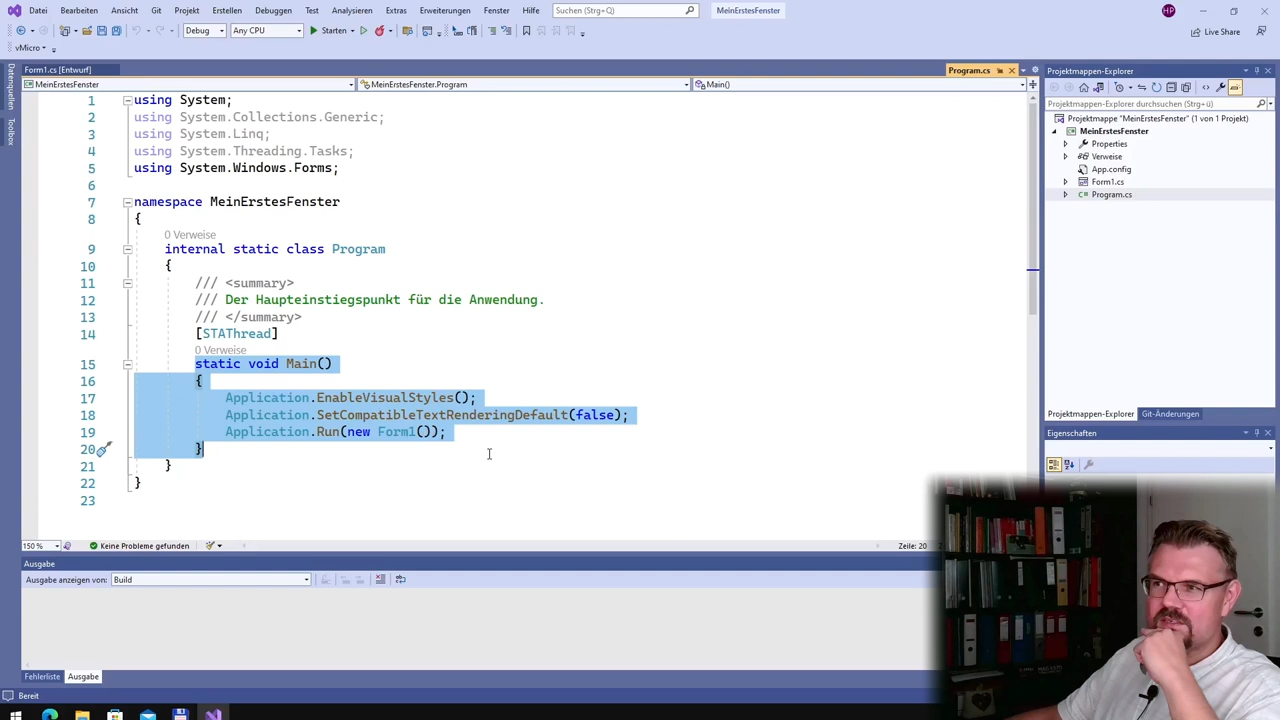 Datei Bearbeiten Ansicht Git Projekt Erstellen Debuggen Test Analysieren Extras Erweiterungen Fenster Hilfe Suchen (Strg+Q) MeinErstesFenster HP
Debug Any CPU Starten Live Share
vMicro
Form1.cs [Entwurf] Program.cs
MeinErstesFenster MeinErstesFenster.Program Main()
Datenquellen
Toolbox
1 using System;
2 using System.Collections.Generic;
3 using System.Linq;
4 using System.Threading.Tasks;
5 using System.Windows.Forms;
6
7 namespace MeinErstesFenster
8 {
0 Verweise
9 internal static class Program
10 {
11 /// <summary>
12 /// Der Haupteinstiegspunkt für die Anwendung.
13 /// </summary>
14 [STAThread]
0 Verweise
15 static void Main()
16 {
17 Application.EnableVisualStyles();
18 Application.SetCompatibleTextRenderingDefault(false);
19 Application.Run(new Form1());
20 }
21 }
22 }
23
150 % Keine Probleme gefunden Zeile: 20
Ausgabe
Ausgabe anzeigen von: Build
Fehlerliste Ausgabe
Bereit
Projektmappen-Explorer
Projektmappen-Explorer durchsuchen (Strg+ü)
Projektmappe "MeinErstesFenster" (1 von 1 Projekt)
MeinErstesFenster
Properties
Verweise
App.config
Form1.cs
C# Program.cs
Projektmappen-Explorer Git-Änderungen
Eigenschaften